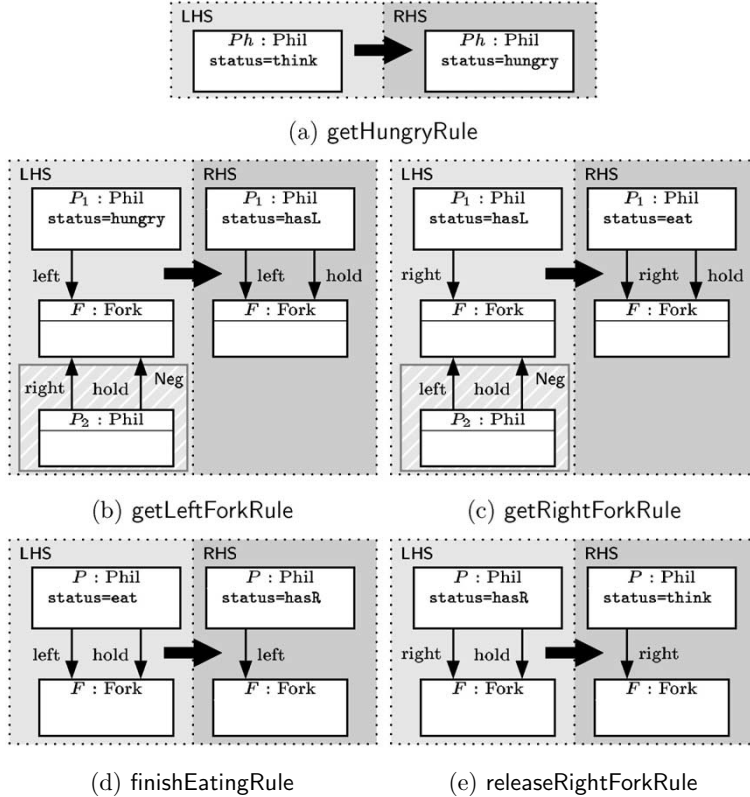 LHS
RHS
Ph : Phil
status=think
Ph : Phil
status=hungry
(a) getHungryRule
LHS
RHS
P1 : Phil
status=hungry
P1 : Phil
status=hasL
left
left
hold
F : Fork
F : Fork
right
hold
Neg
P2 : Phil
(b) getLeftForkRule
LHS
RHS
P1 : Phil
status=hasL
P1 : Phil
status=eat
right
right
hold
F : Fork
F : Fork
left
hold
Neg
P2 : Phil
(c) getRightForkRule
LHS
RHS
P : Phil
status=eat
P : Phil
status=hasR
left
hold
left
F : Fork
F : Fork
(d) finishEatingRule
LHS
RHS
P : Phil
status=hasR
P : Phil
status=think
right
hold
right
F : Fork
F : Fork
(e) releaseRightForkRule